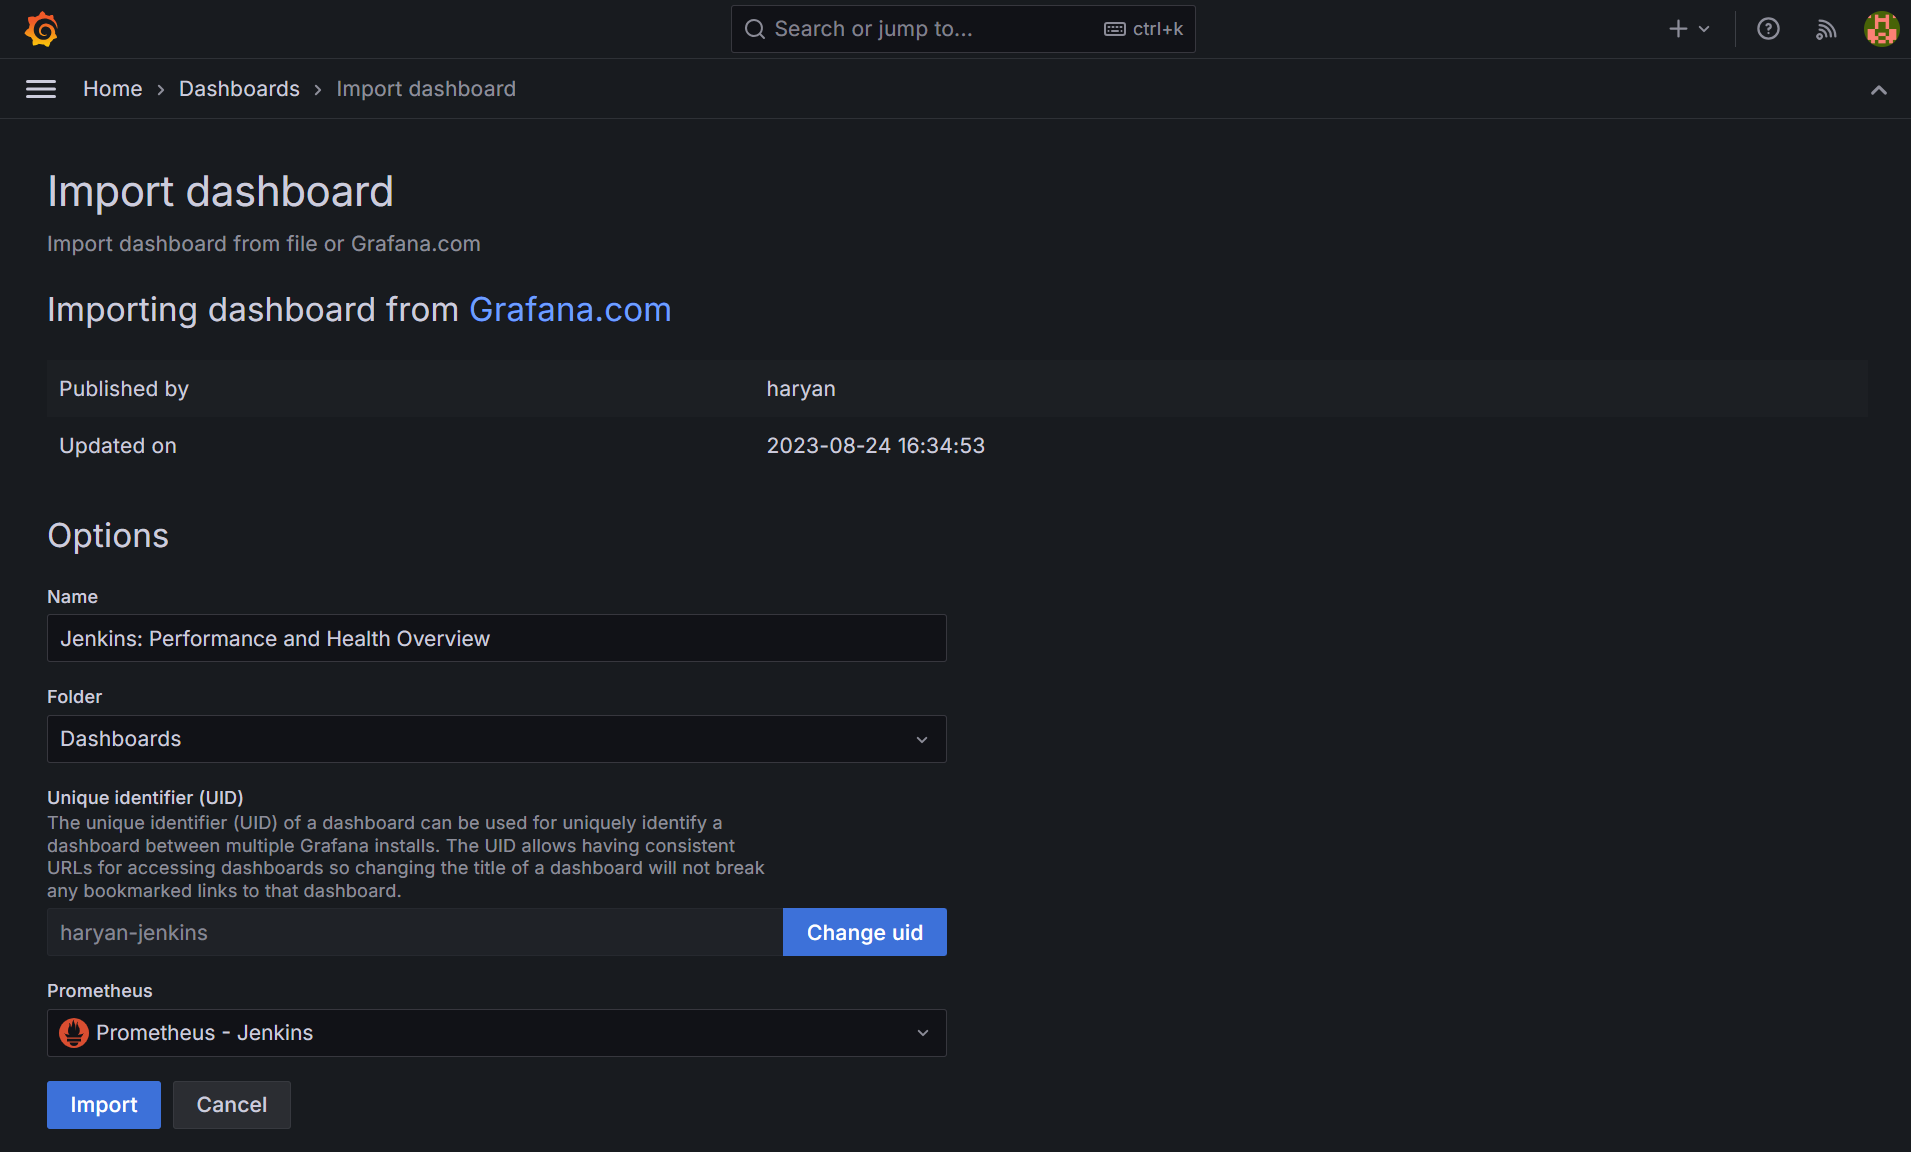 Search or jump to...
ctrl+k
Home
Dashboards
Import dashboard
Import dashboard
Import dashboard from file or Grafana.com
Importing dashboard from Grafana.com
Published by
haryan
Updated on
2023-08-24 16:34:53
Options
Name
Jenkins: Performance and Health Overview
Folder
Dashboards
Unique identifier (UID)
The unique identifier (UID) of a dashboard can be used for uniquely identify a
dashboard between multiple Grafana installs. The UID allows having consistent
URLs for accessing dashboards so changing the title of a dashboard will not break
any bookmarked links to that dashboard.
haryan-jenkins
Change uid
Prometheus
Prometheus - Jenkins
Import
Cancel